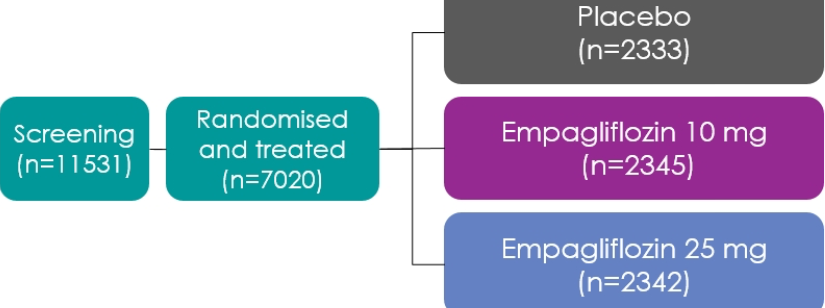 Screening
(n=11531)
Randomised
and treated
(n=7020)
Placebo
(n=2333)
Empagliflozin 10 mg
(n=2345)
Empagliflozin 25 mg
(n=2342)